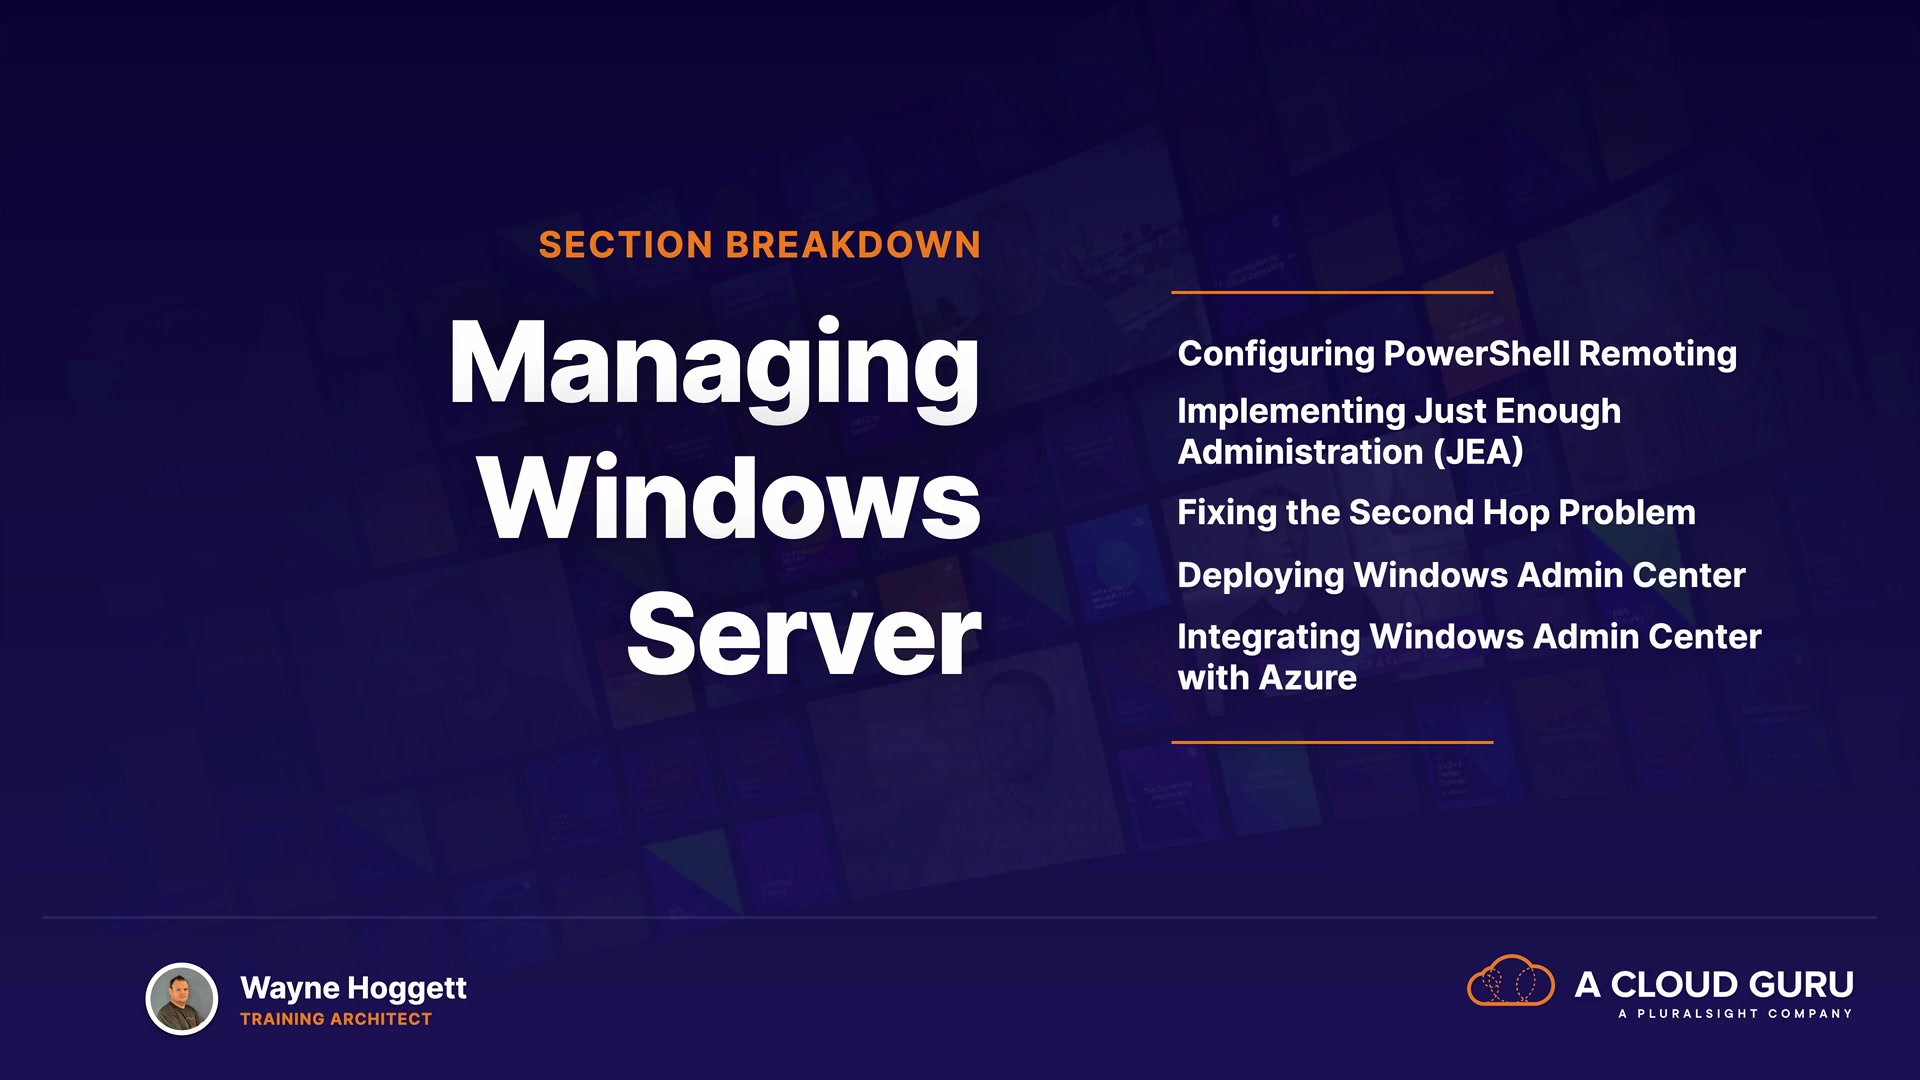 SECTION BREAKDOWN
Managing
Windows
Server
Configuring PowerShell Remoting
Implementing Just Enough
Administration (JEA)
Fixing the Second Hop Problem
Deploying Windows Admin Center
Integrating Windows Admin Center
with Azure
Wayne Hoggett
TRAINING ARCHITECT
A CLOUD GURU
A PLURALSIGHT COMPANY